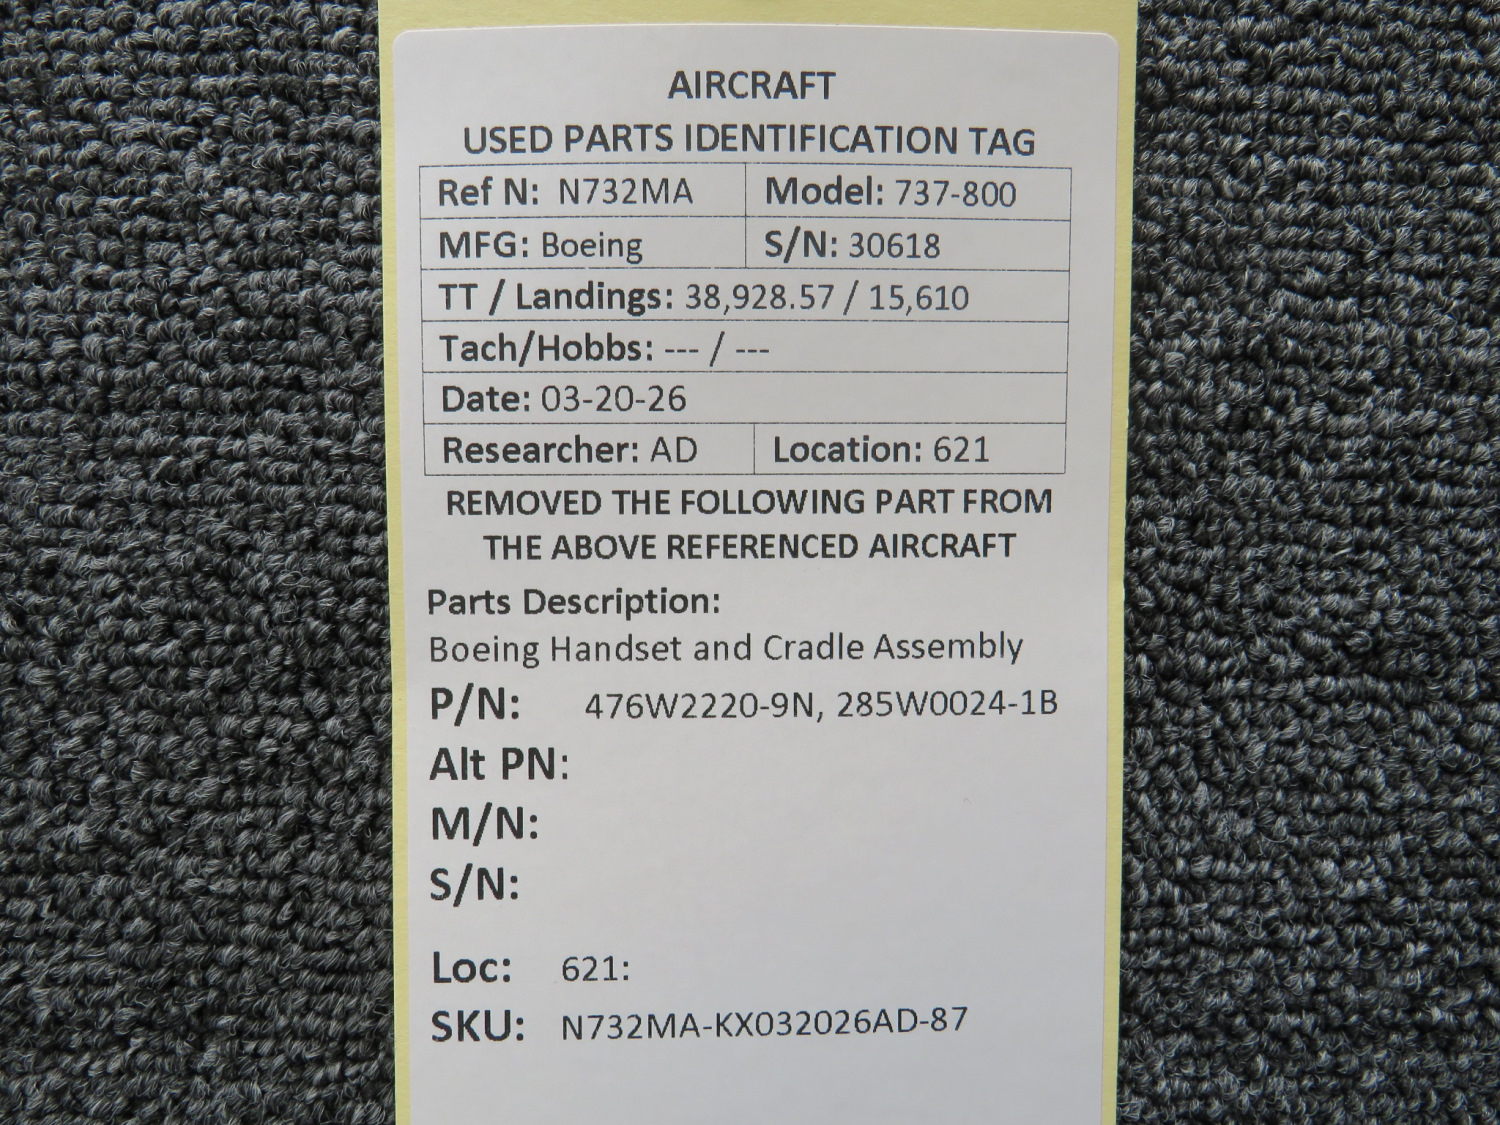 AIRCRAFT
USED PARTS IDENTIFICATION TAG
Ref N: N732MA Model: 737-800
MFG: Boeing S/N: 30618
TT / Landings: 38,928.57 / 15,610
Tach/Hobbs: --- / ---
Date: 03-20-26
Researcher: AD Location: 621
REMOVED THE FOLLOWING PART FROM
THE ABOVE REFERENCED AIRCRAFT
Parts Description:
Boeing Handset and Cradle Assembly
P/N: 476W2220-9N, 285W0024-1B
Alt PN:
M/N:
S/N:
Loc: 621:
SKU: N732MA-KX032026AD-87